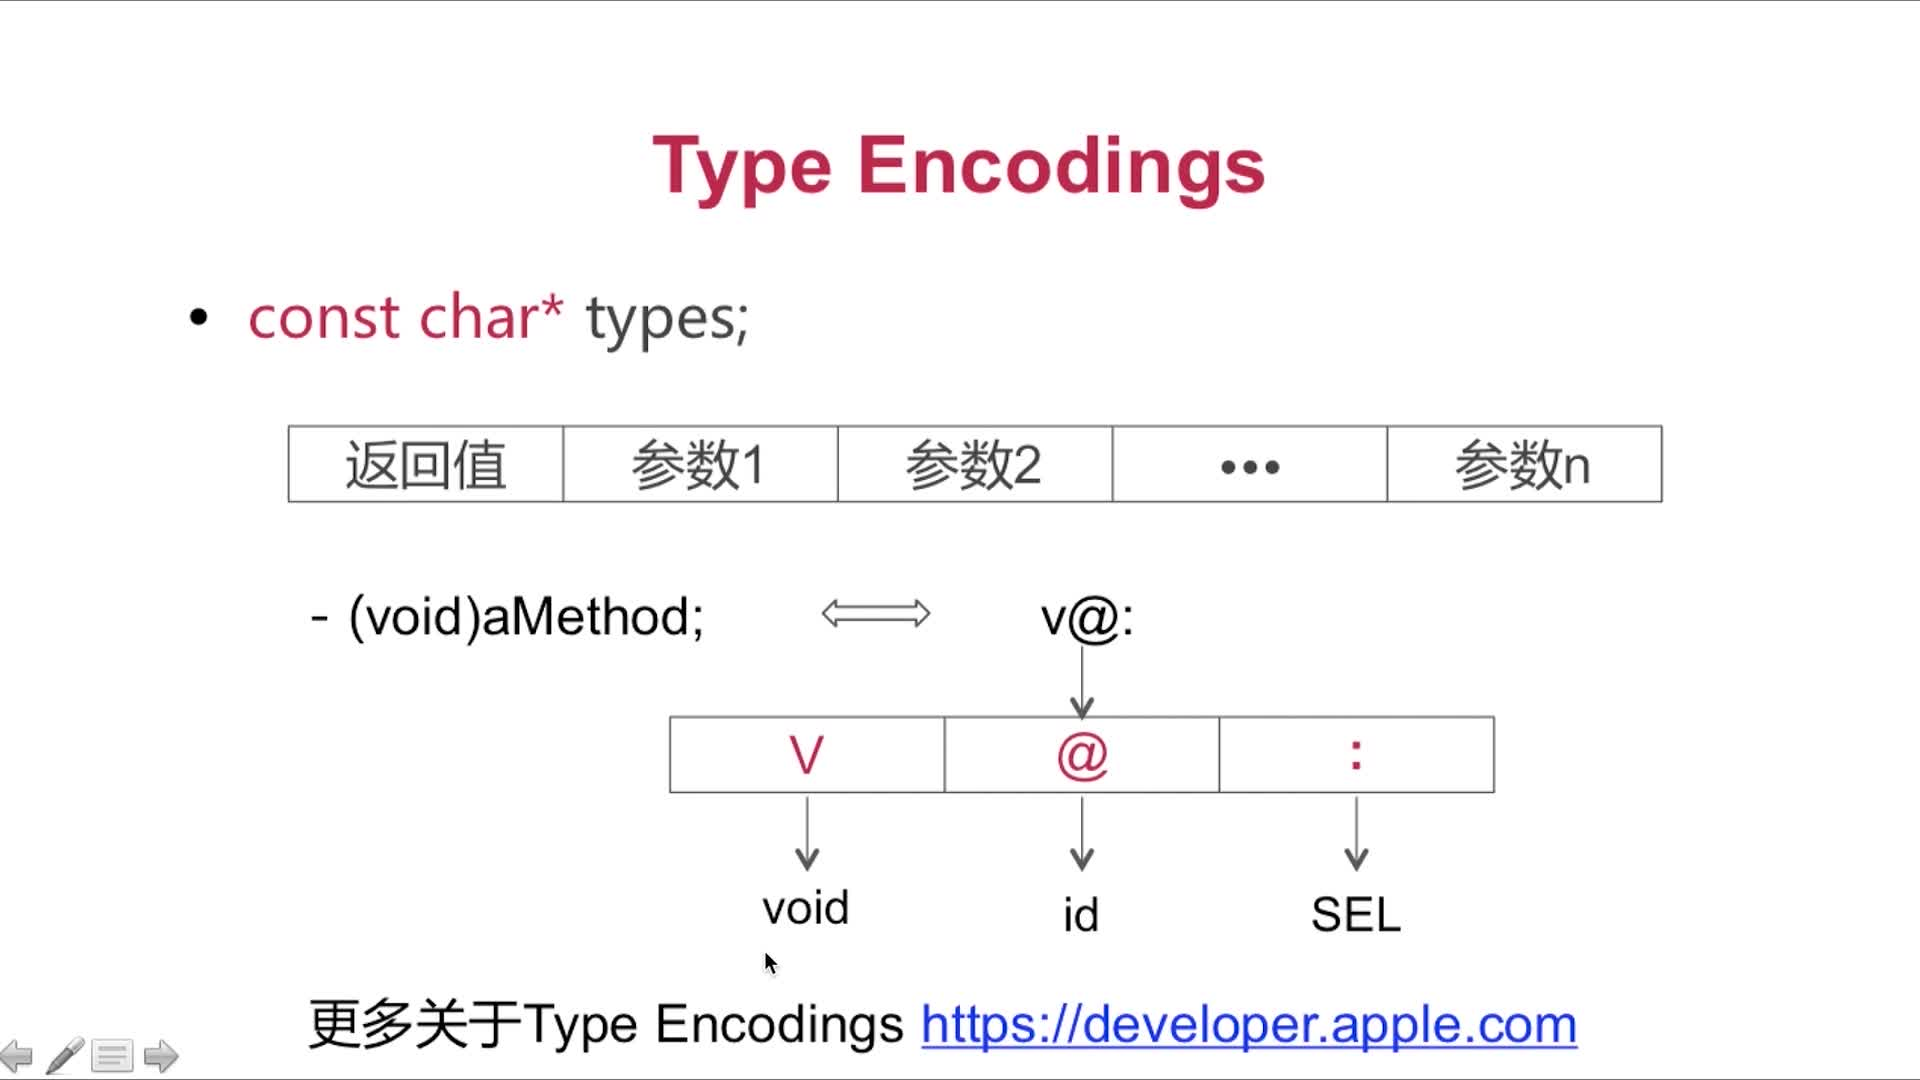 Type Encodings
• const char* types;
返回值 参数1 参数2 ••• 参数n
- (void)aMethod; v@:
V @ :
void id SEL
更多关于Type Encodings https://developer.apple.com